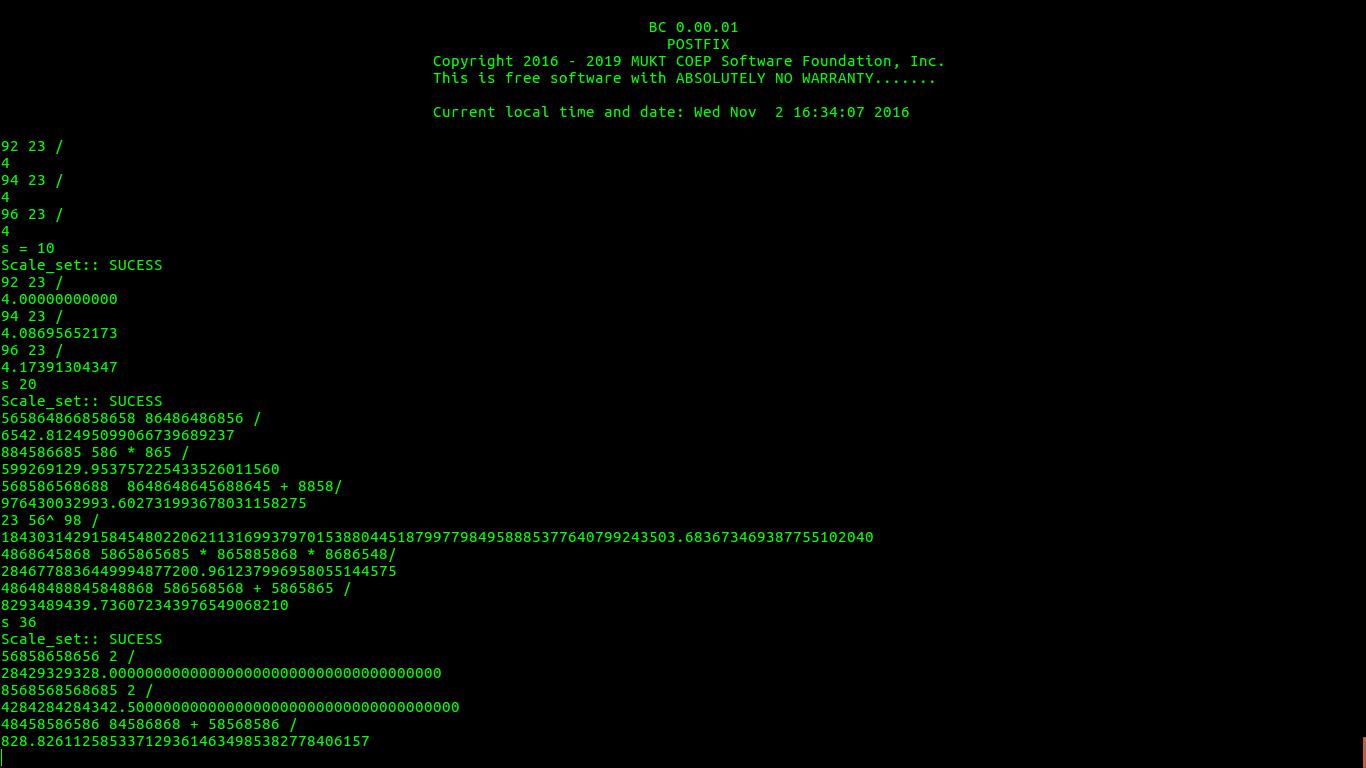 BC 0.00.01
POSTFIX
Copyright 2016 - 2019 MUKT COEP Software Foundation, Inc.
This is free software with ABSOLUTELY NO WARRANTY.......
Current local time and date: Wed Nov  2 16:34:07 2016
92 23 /
4
94 23 /
4
96 23 /
4
s = 10
Scale_set:: SUCESS
92 23 /
4.00000000000
94 23 /
4.08695652173
96 23 /
4.17391304347
s 20
Scale_set:: SUCESS
565864866858658 86486486856 /
6542.812495099066739689237
884586685 586 * 865 /
599269129.953757225433526011560
568586568688  8648648645688645 + 8858/
976430032993.602731993678031158275
23 56^ 98 /
1843031429158454802206211316993797015388044518799779849588853776407992​43503.683673469387755102040
4868645868 5865865685 * 865885868 * 8686548/
2846778836449994877200.961237996958055144575
48648488845848868 586568568 + 5865865 /
8293489439.736072343976549068210
s 36
Scale_set:: SUCESS
56858658656 2 /
28429329328.0000000000000000000000000000000000000
8568568568685 2 /
4284284284342.5000000000000000000000000000000000000
48458586586 84586868 + 58568586 /
828.8261125853371293614634985382778406157